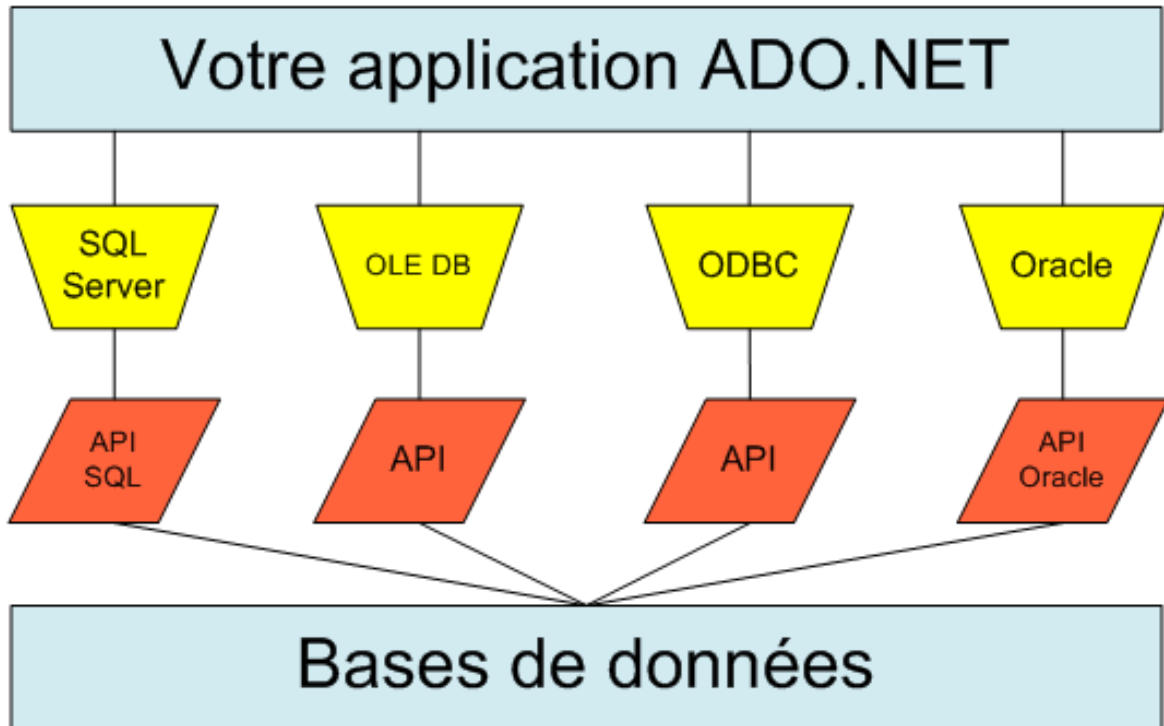 Votre application ADO.NET
SQL
Server
OLE DB
ODBC
Oracle
API
SQL
API
API
API
Oracle
Bases de données